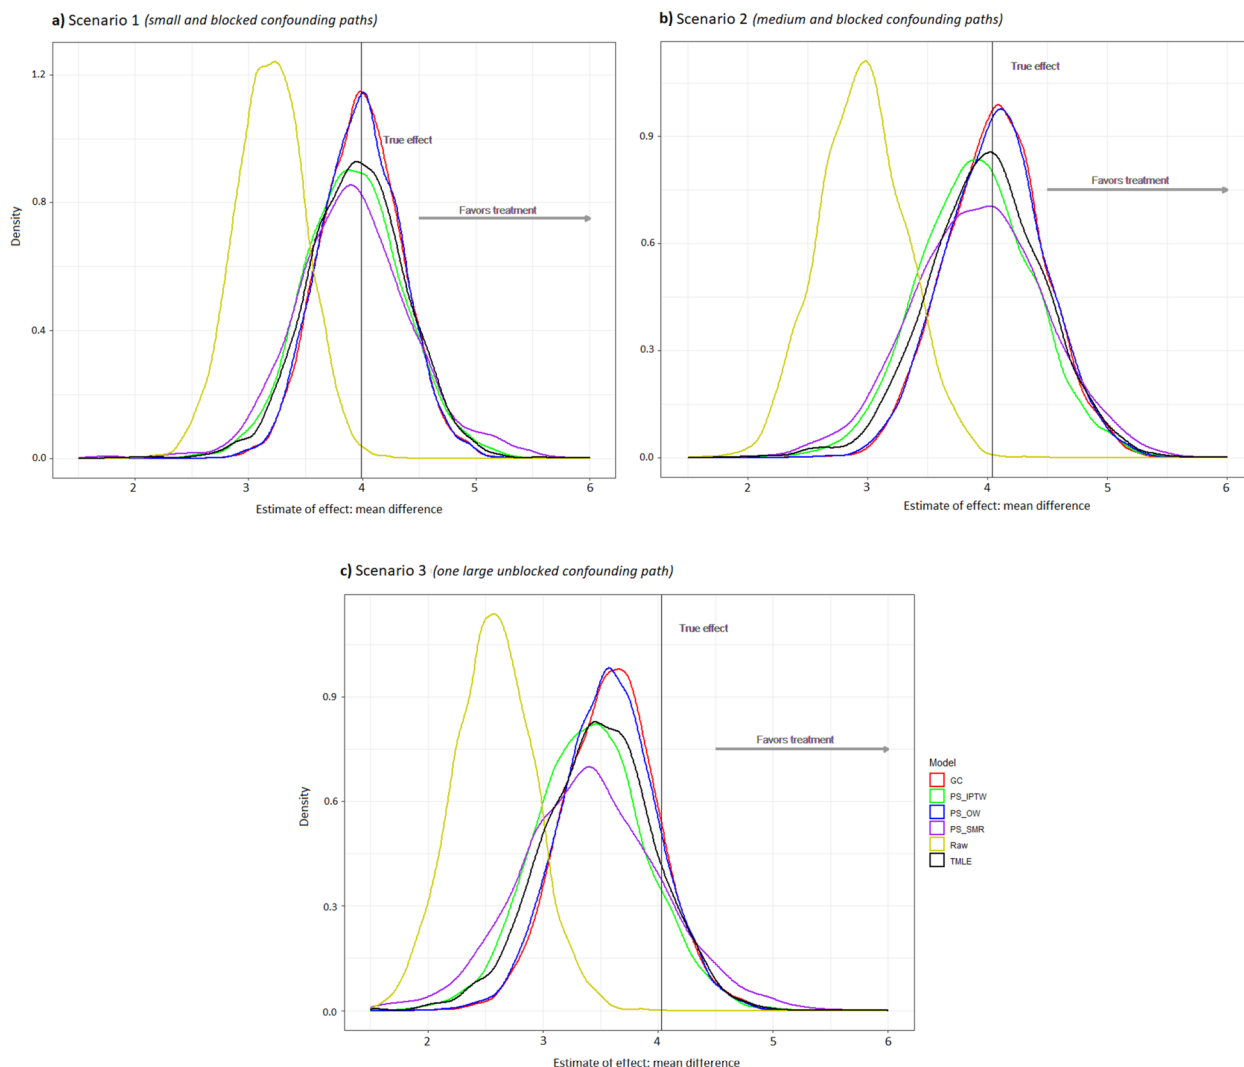 a) Scenario 1 (small and blocked confounding paths)
1.2
0.8
0.4
0.0
Density
True effect
Favors treatment
2 3 4 5 6
Estimate of effect: mean difference
b) Scenario 2 (medium and blocked confounding paths)
0.9
0.6
0.3
0.0
True effect
Favors treatment
2 3 4 5 6
Estimate of effect: mean difference
c) Scenario 3 (one large unblocked confounding path)
0.9
0.6
0.3
0.0
Density
True effect
Favors treatment
2 3 4 5 6
Estimate of effect: mean difference
Model
GC
PS_IPTW
PS_OW
PS_SMR
Raw
TMLE